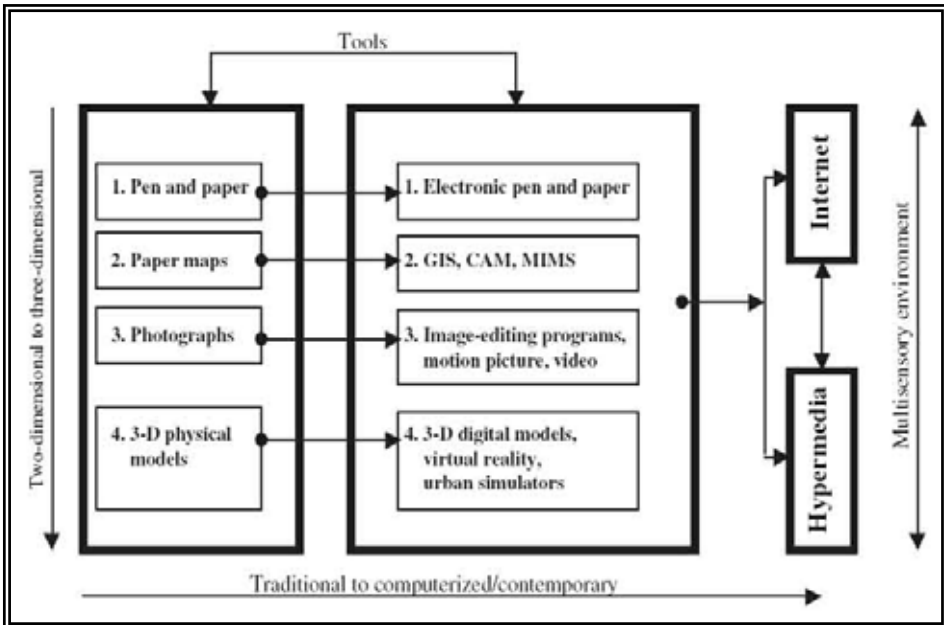 Tools
Two-dimensional to three-dimensional
1. Pen and paper
2. Paper maps
3. Photographs
4. 3-D physical
models
1. Electronic pen and paper
2. GIS, CAM, MIMS
3. Image-editing programs,
motion picture, video
4. 3-D digital models,
virtual reality,
urban simulators
Internet
Hypermedia
Multisensory environment
Traditional to computerized/contemporary